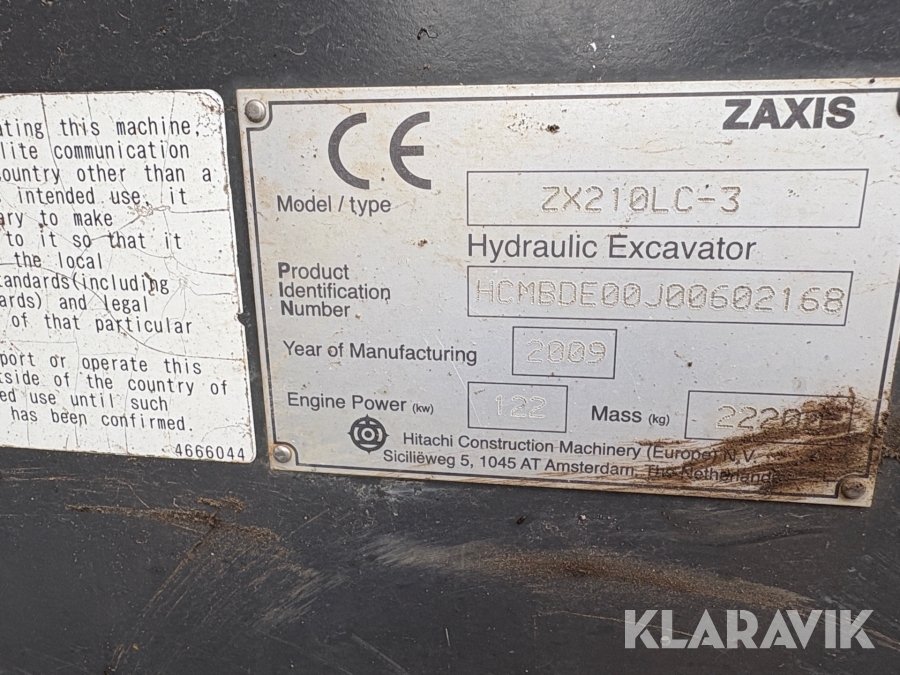 ating this machine,
lite communication
country other than a
intended use, it
ary to make
to it so that it
the local
tandards(including
ards) and legal
of that particular
port or operate this
tside of the country of
ed use until such
has been confirmed.
4666044
CE
ZAXIS
Model / type ZX210LC-3
Hydraulic Excavator
Product
Identification
Number HCMBDE00J00602168
Year of Manufacturing 2009
Engine Power (kw) 122 Mass (kg)
Hitachi Construction Machinery (Europe) N.V.
Siciliëweg 5, 1045 AT Amsterdam, The Netherlands
KLARAVIK